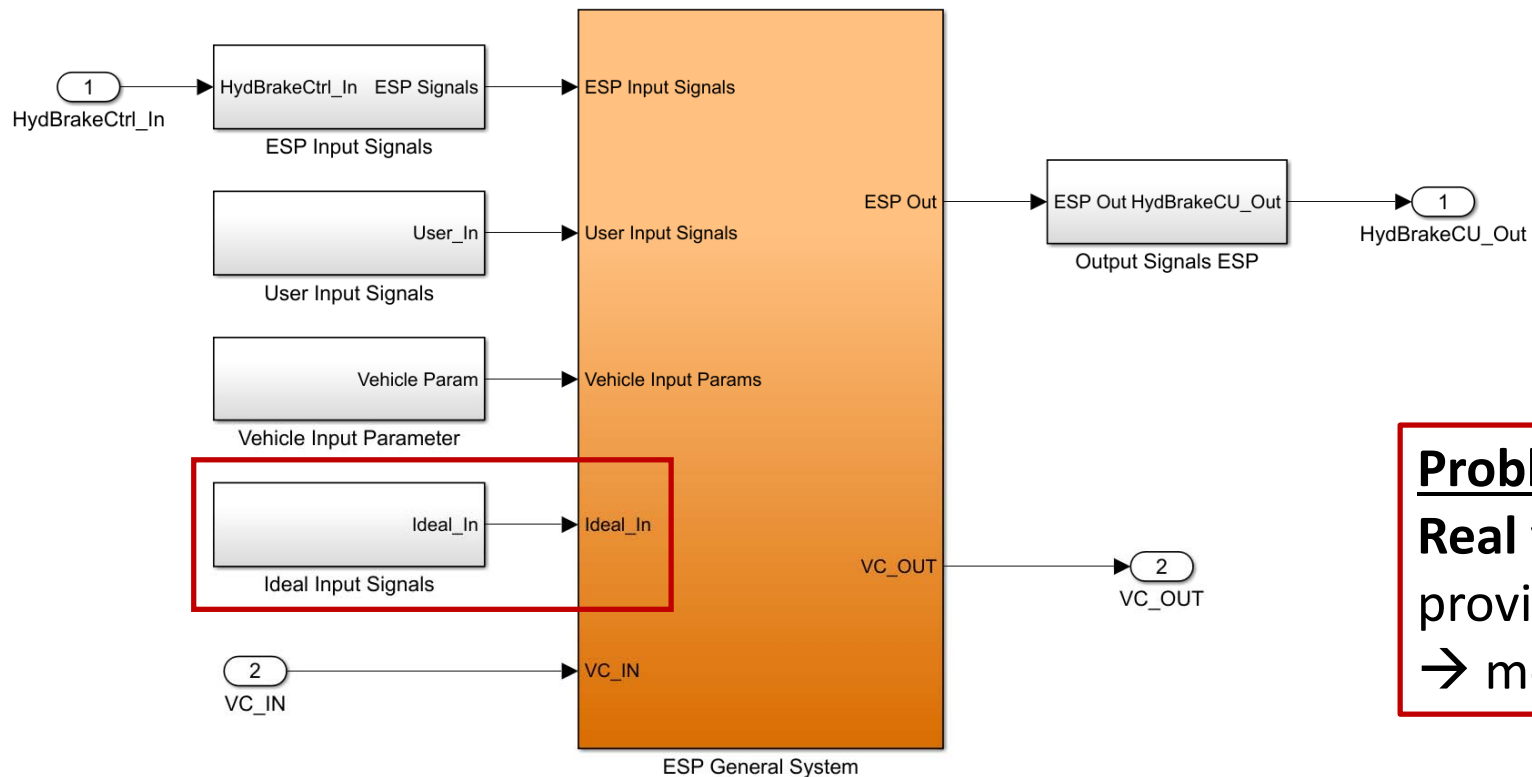 1
HydBrakeCtrl_In
HydBrakeCtrl_In ESP Signals
ESP Input Signals
User_In
User Input Signals
Vehicle Param
Vehicle Input Parameter
Ideal_In
Ideal Input Signals
2
VC_IN
ESP Input Signals
User Input Signals
Vehicle Input Params
Ideal_In
VC_IN
ESP Out
VC_OUT
ESP General System
ESP Out HydBrakeCU_Out
Output Signals ESP
1
HydBrakeCU_Out
2
VC_OUT
Real
→